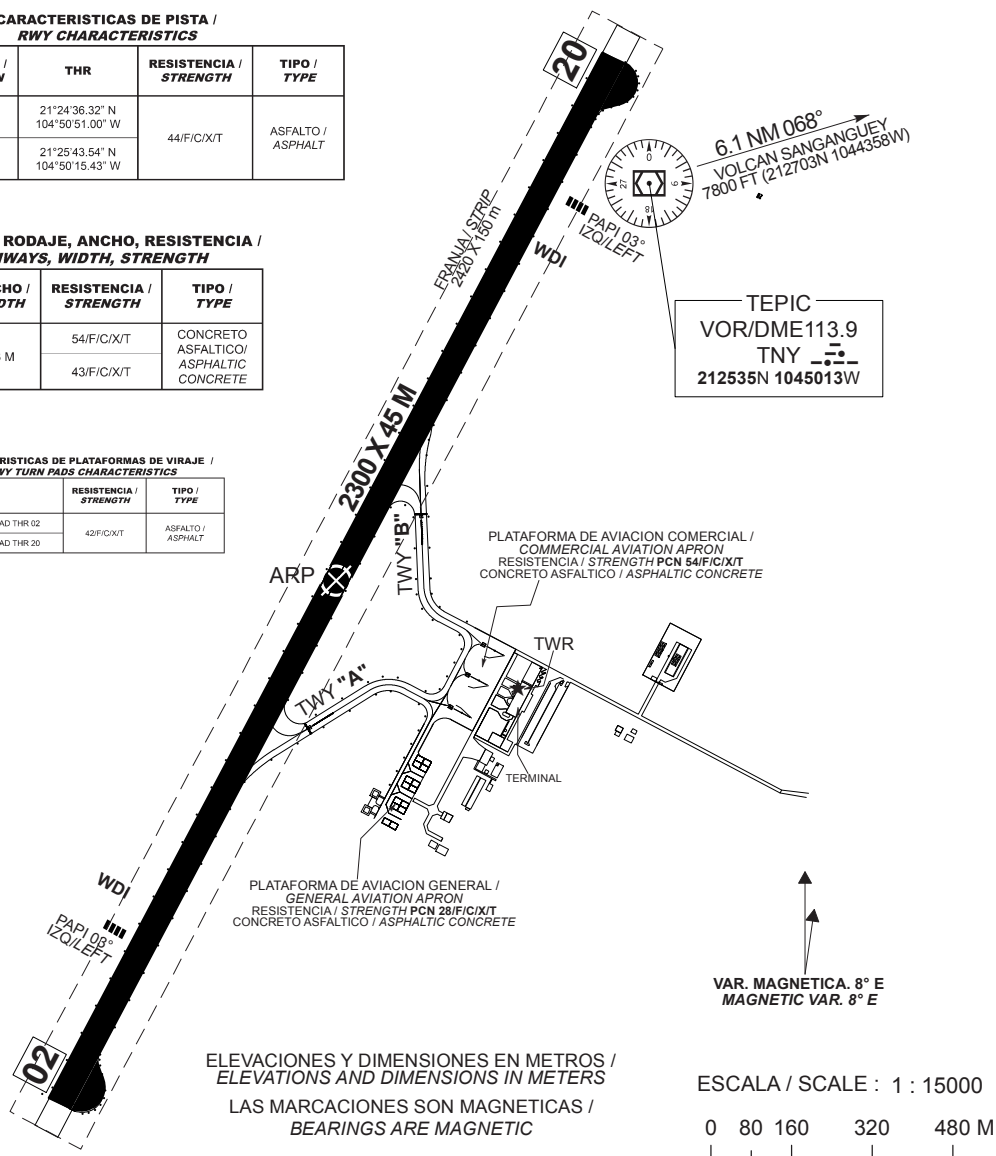 CARACTERISTICAS DE PISTA /
RWY CHARACTERISTICS
THR
RESISTENCIA /
STRENGTH
TIPO /
TYPE
21°24'36.32" N
104°50'51.00" W
21°25'43.54" N
104°50'15.43" W
44/F/C/X/T
ASFALTO /
ASPHALT
RODAJE, ANCHO, RESISTENCIA /
WIDTH, STRENGTH
RESISTENCIA /
STRENGTH
TIPO /
TYPE
M
54/F/C/X/T
43/F/C/X/T
CONCRETO
ASFALTICO/
ASPHALTIC
CONCRETE
DE PLATAFORMAS DE VIRAJE /
TURN PADS CHARACTERISTICS
RESISTENCIA /
STRENGTH
TIPO /
TYPE
THR 02
THR 20
42/F/C/X/T
ASFALTO /
ASPHALT
20
0
9
18
27
6.1 NM 068°
VOLCAN SANGANGUEY
7800 FT (212703N 1044358W)
FRANJA / STRIP
2420 X 150 m
PAPI 03°
IZQ/LEFT
WDI
TEPIC
VOR/DME113.9
TNY
212535N 1045013W
2300 X 45 M
TWY "B"
PLATAFORMA DE AVIACION COMERCIAL /
COMMERCIAL AVIATION APRON
RESISTENCIA / STRENGTH PCN 54/F/C/X/T
CONCRETO ASFALTICO / ASPHALTIC CONCRETE
ARP
TWR
TWY "A"
TERMINAL
PLATAFORMA DE AVIACION GENERAL /
GENERAL AVIATION APRON
RESISTENCIA / STRENGTH PCN 28/F/C/X/T
CONCRETO ASFALTICO / ASPHALTIC CONCRETE
WDI
PAPI 03°
IZQ/LEFT
VAR. MAGNETICA. 8° E
MAGNETIC VAR. 8° E
02
ELEVACIONES Y DIMENSIONES EN METROS /
ELEVATIONS AND DIMENSIONS IN METERS
LAS MARCACIONES SON MAGNETICAS /
BEARINGS ARE MAGNETIC
ESCALA / SCALE : 1 : 15000
0 80 160 320 480 M